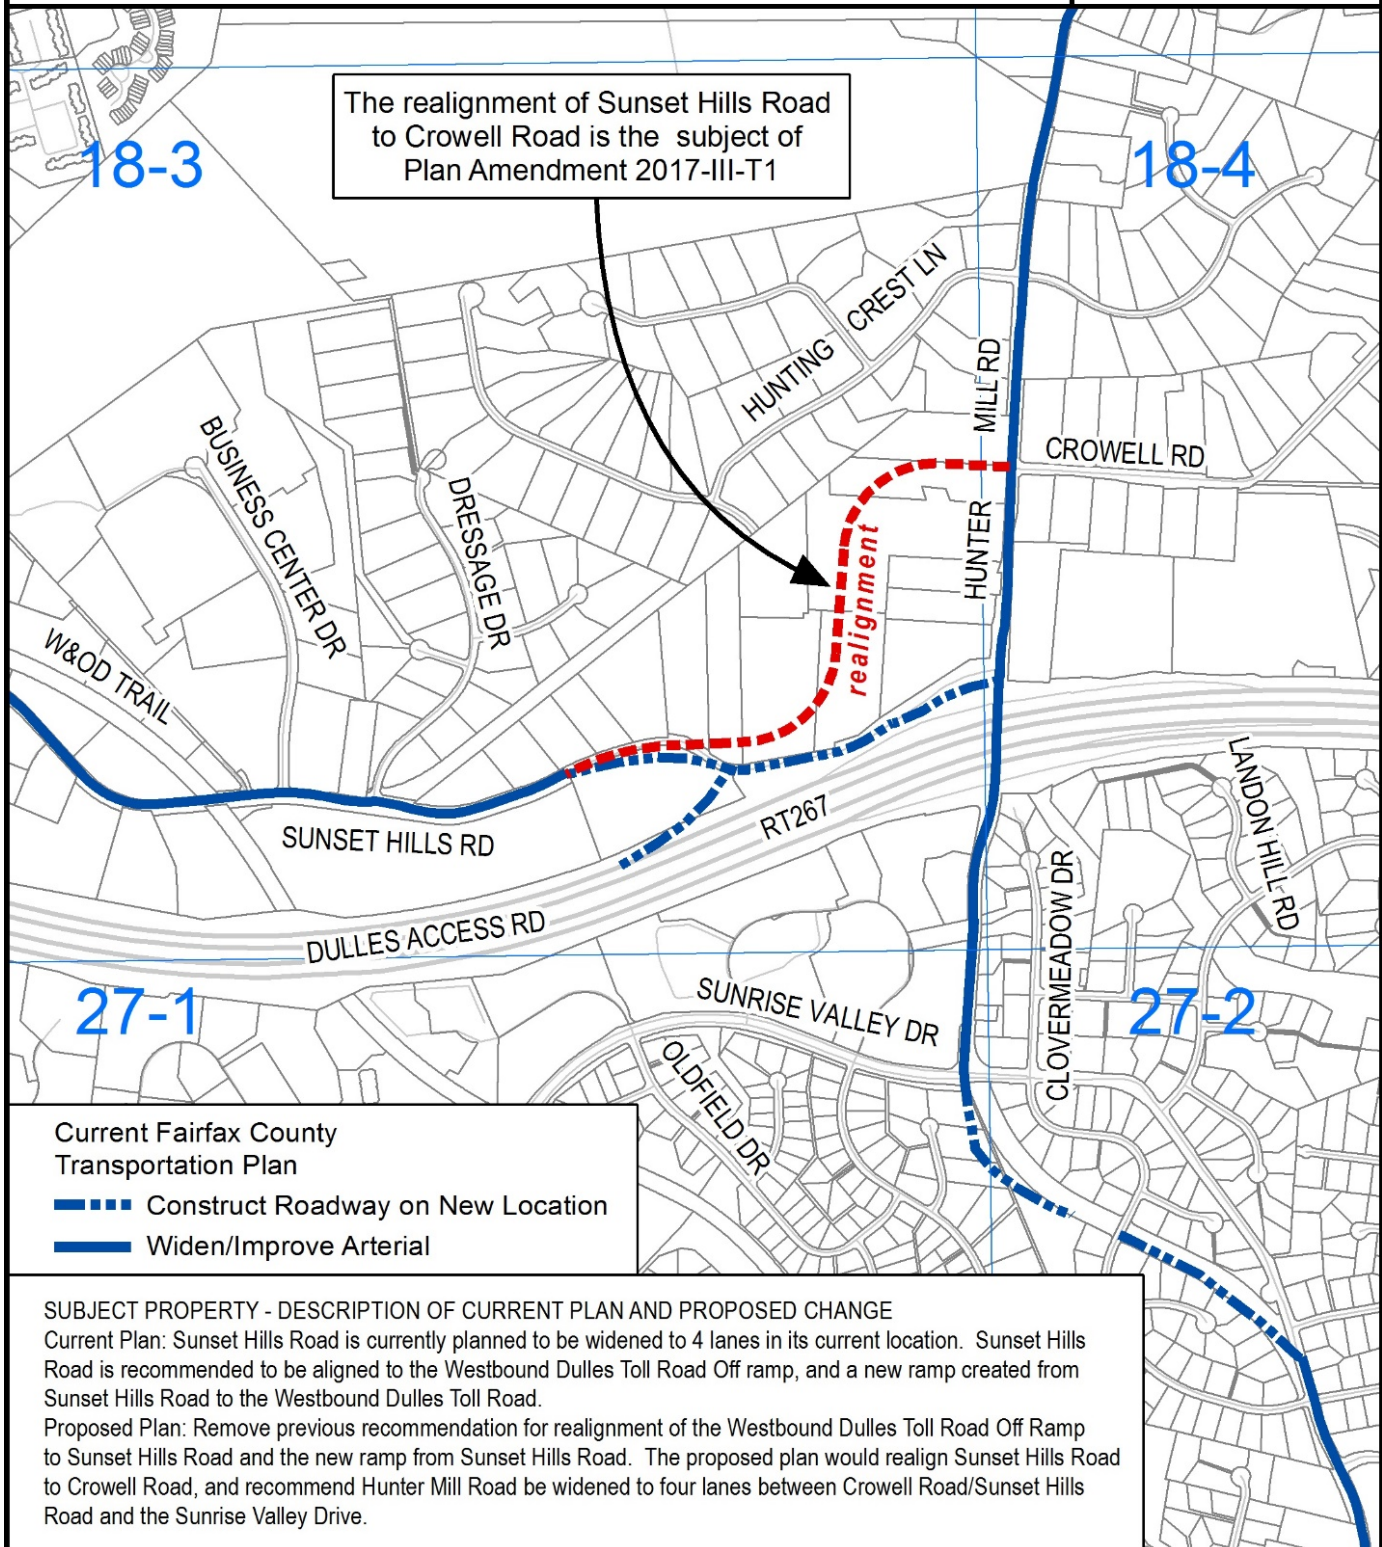 The realignment of Sunset Hills Road
to Crowell Road is the subject of
Plan Amendment 2017-III-T1
18-3
18-4
HUNTING
CREST LN
HUNTER
MILL RD
CROWELL RD
BUSINESS CENTER DR
DRESSAGE DR
realignment
W&OD TRAIL
SUNSET HILLS RD
RT267
DULLES ACCESS RD
LANDON HILL RD
CLOVERMEADOW DR
SUNRISE VALLEY DR
OLDFIELD DR
27-1
27-2
Current Fairfax County
Transportation Plan
Construct Roadway on New Location
Widen/Improve Arterial
SUBJECT PROPERTY - DESCRIPTION OF CURRENT PLAN AND PROPOSED CHANGE
Current Plan: Sunset Hills Road is currently planned to be widened to 4 lanes in its current location. Sunset Hills
Road is recommended to be aligned to the Westbound Dulles Toll Road Off ramp, and a new ramp created from
Sunset Hills Road to the Westbound Dulles Toll Road.
Proposed Plan: Remove previous recommendation for realignment of the Westbound Dulles Toll Road Off Ramp
to Sunset Hills Road and the new ramp from Sunset Hills Road. The proposed plan would realign Sunset Hills Road
to Crowell Road, and recommend Hunter Mill Road be widened to four lanes between Crowell Road/Sunset Hills
Road and the Sunrise Valley Drive.